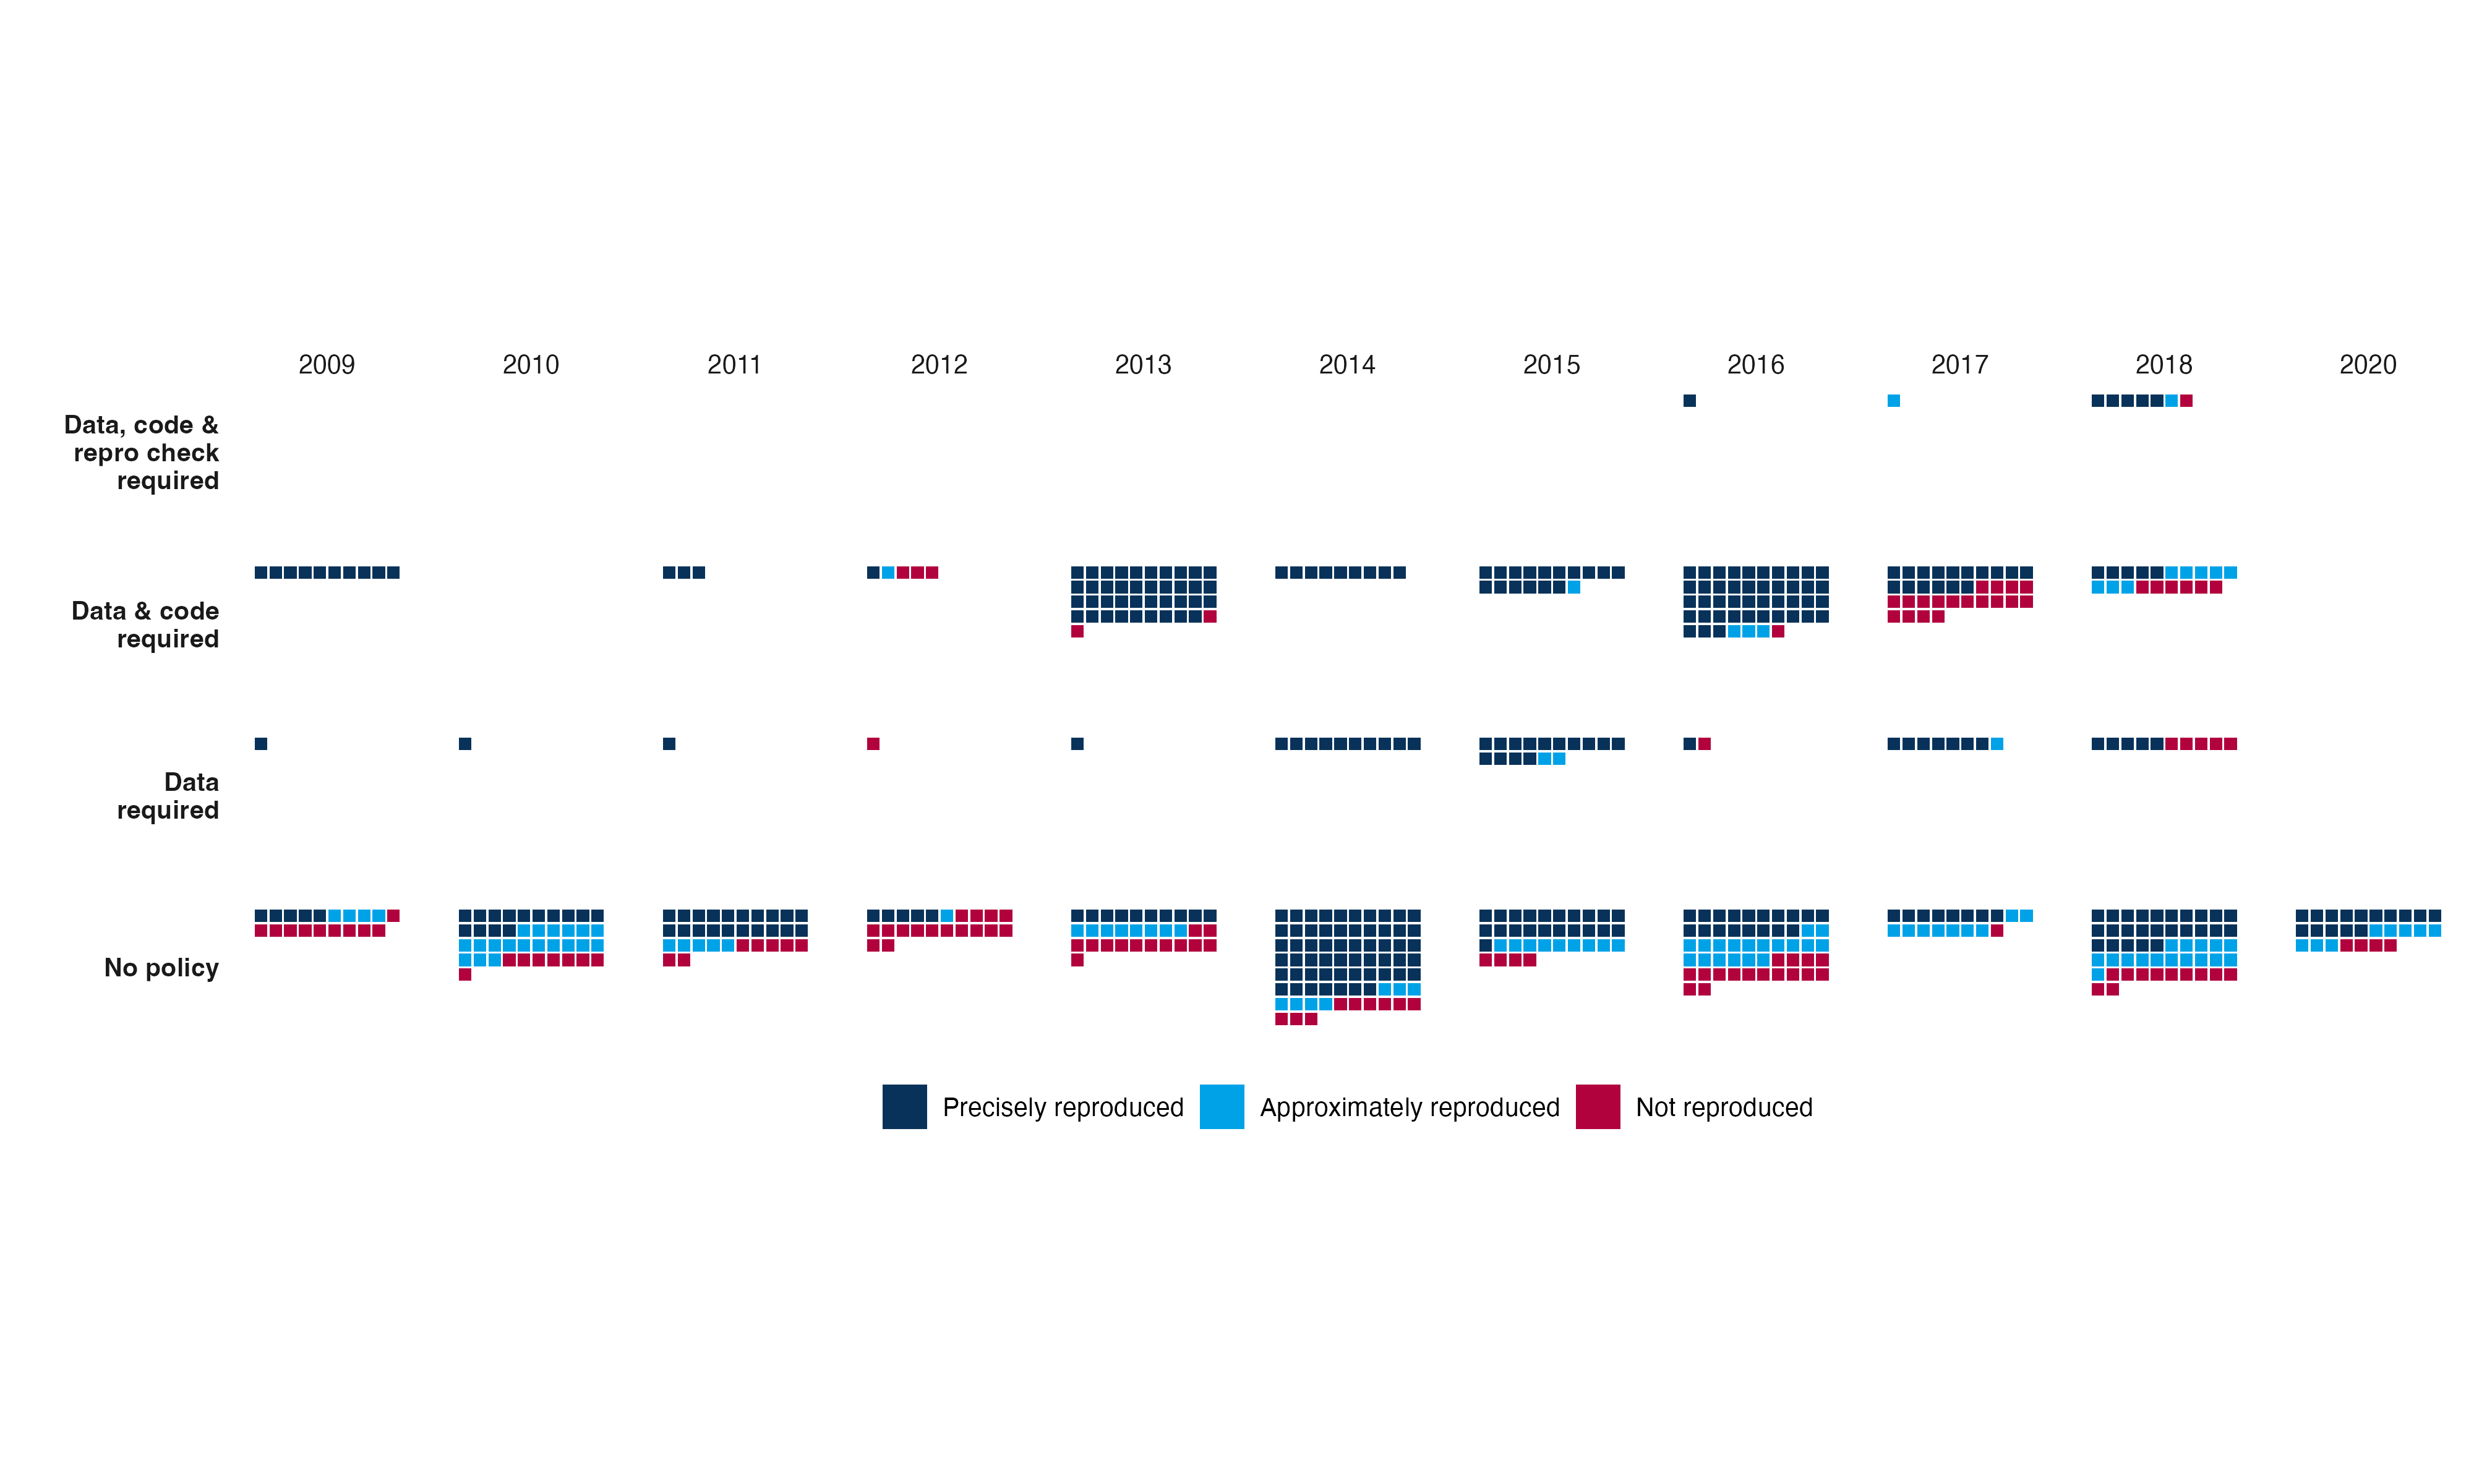 2009 2010 2011 2012 2013 2014 2015 2016 2017 2018 2020
Data, code &
repro check
required
Data & code
required
Data
required
No policy
Precisely reproduced Approximately reproduced Not reproduced